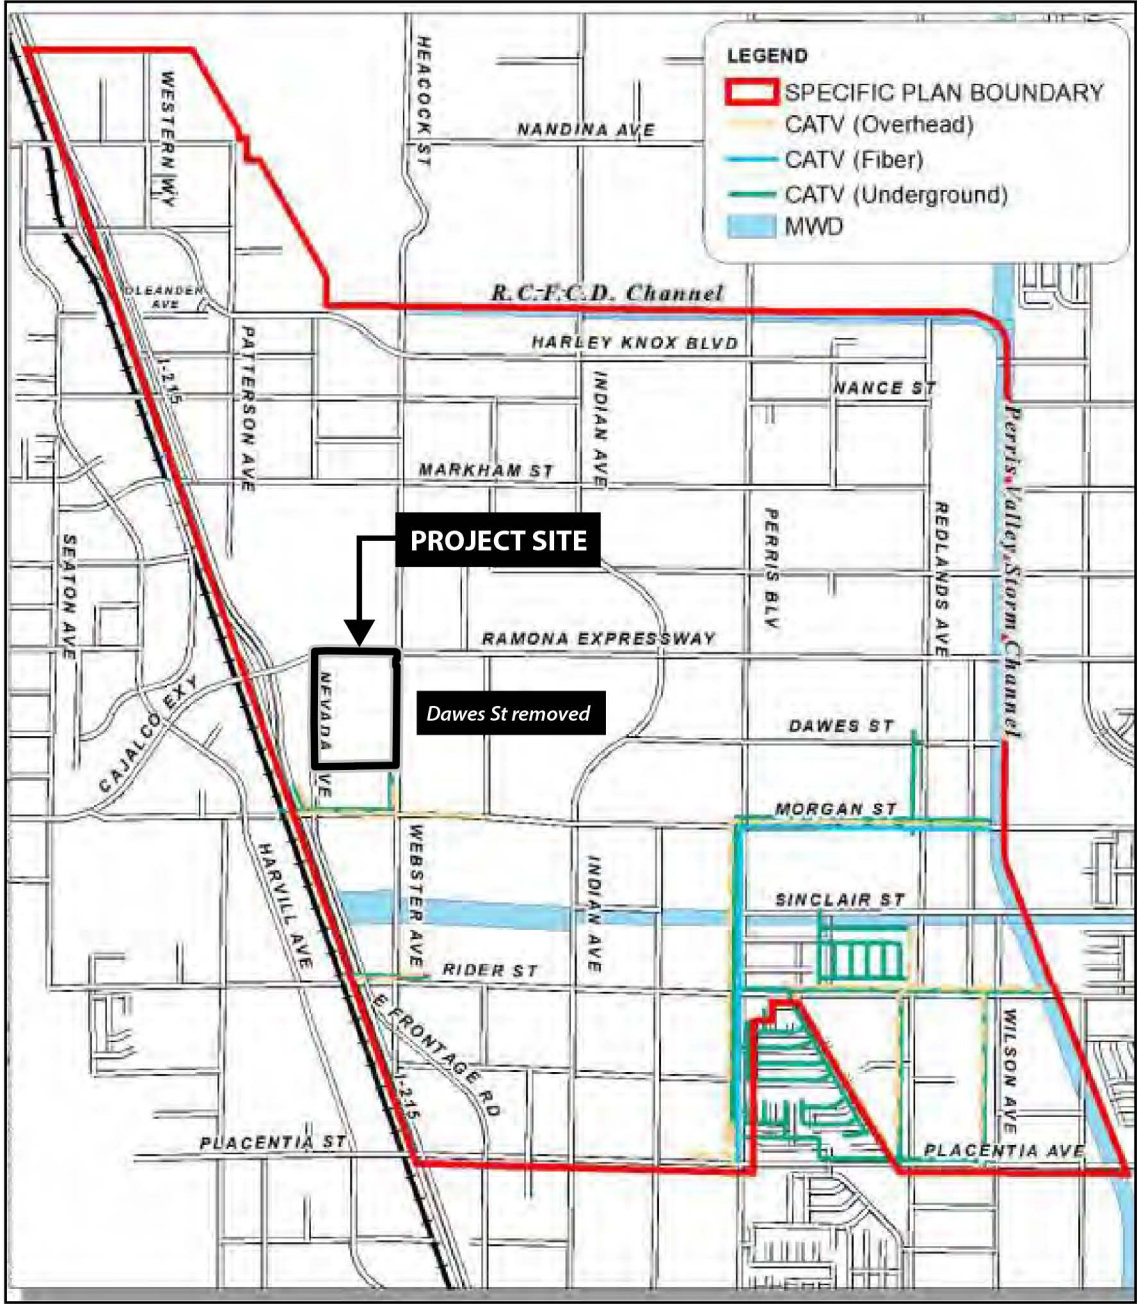 LEGEND
SPECIFIC PLAN BOUNDARY
CATV (Overhead)
CATV (Fiber)
CATV (Underground)
MWD
HEACOCK ST
WESTERN WY
NANDINA AVE
OLEANDER
AVE
R.C.F.C.D. Channel
HARLEY KNOX BLVD
I-215
PATTERSON AVE
INDIAN AVE
NANCE ST
MARKHAM ST
Perris Valley Storm Channel
SEATON AVE
PROJECT SITE
PERRIS BLV
REDLANDS AVE
RAMONA EXPRESSWAY
CAJALCO EXY
NEVADA VE
Dawes St removed
DAWES ST
MORGAN ST
HARVILL AVE
WEBSTER AVE
INDIAN AVE
SINCLAIR ST
RIDER ST
E FRONTAGE RD
WILSON AVE
I-215
PLACENTIA ST
PLACENTIA AVE